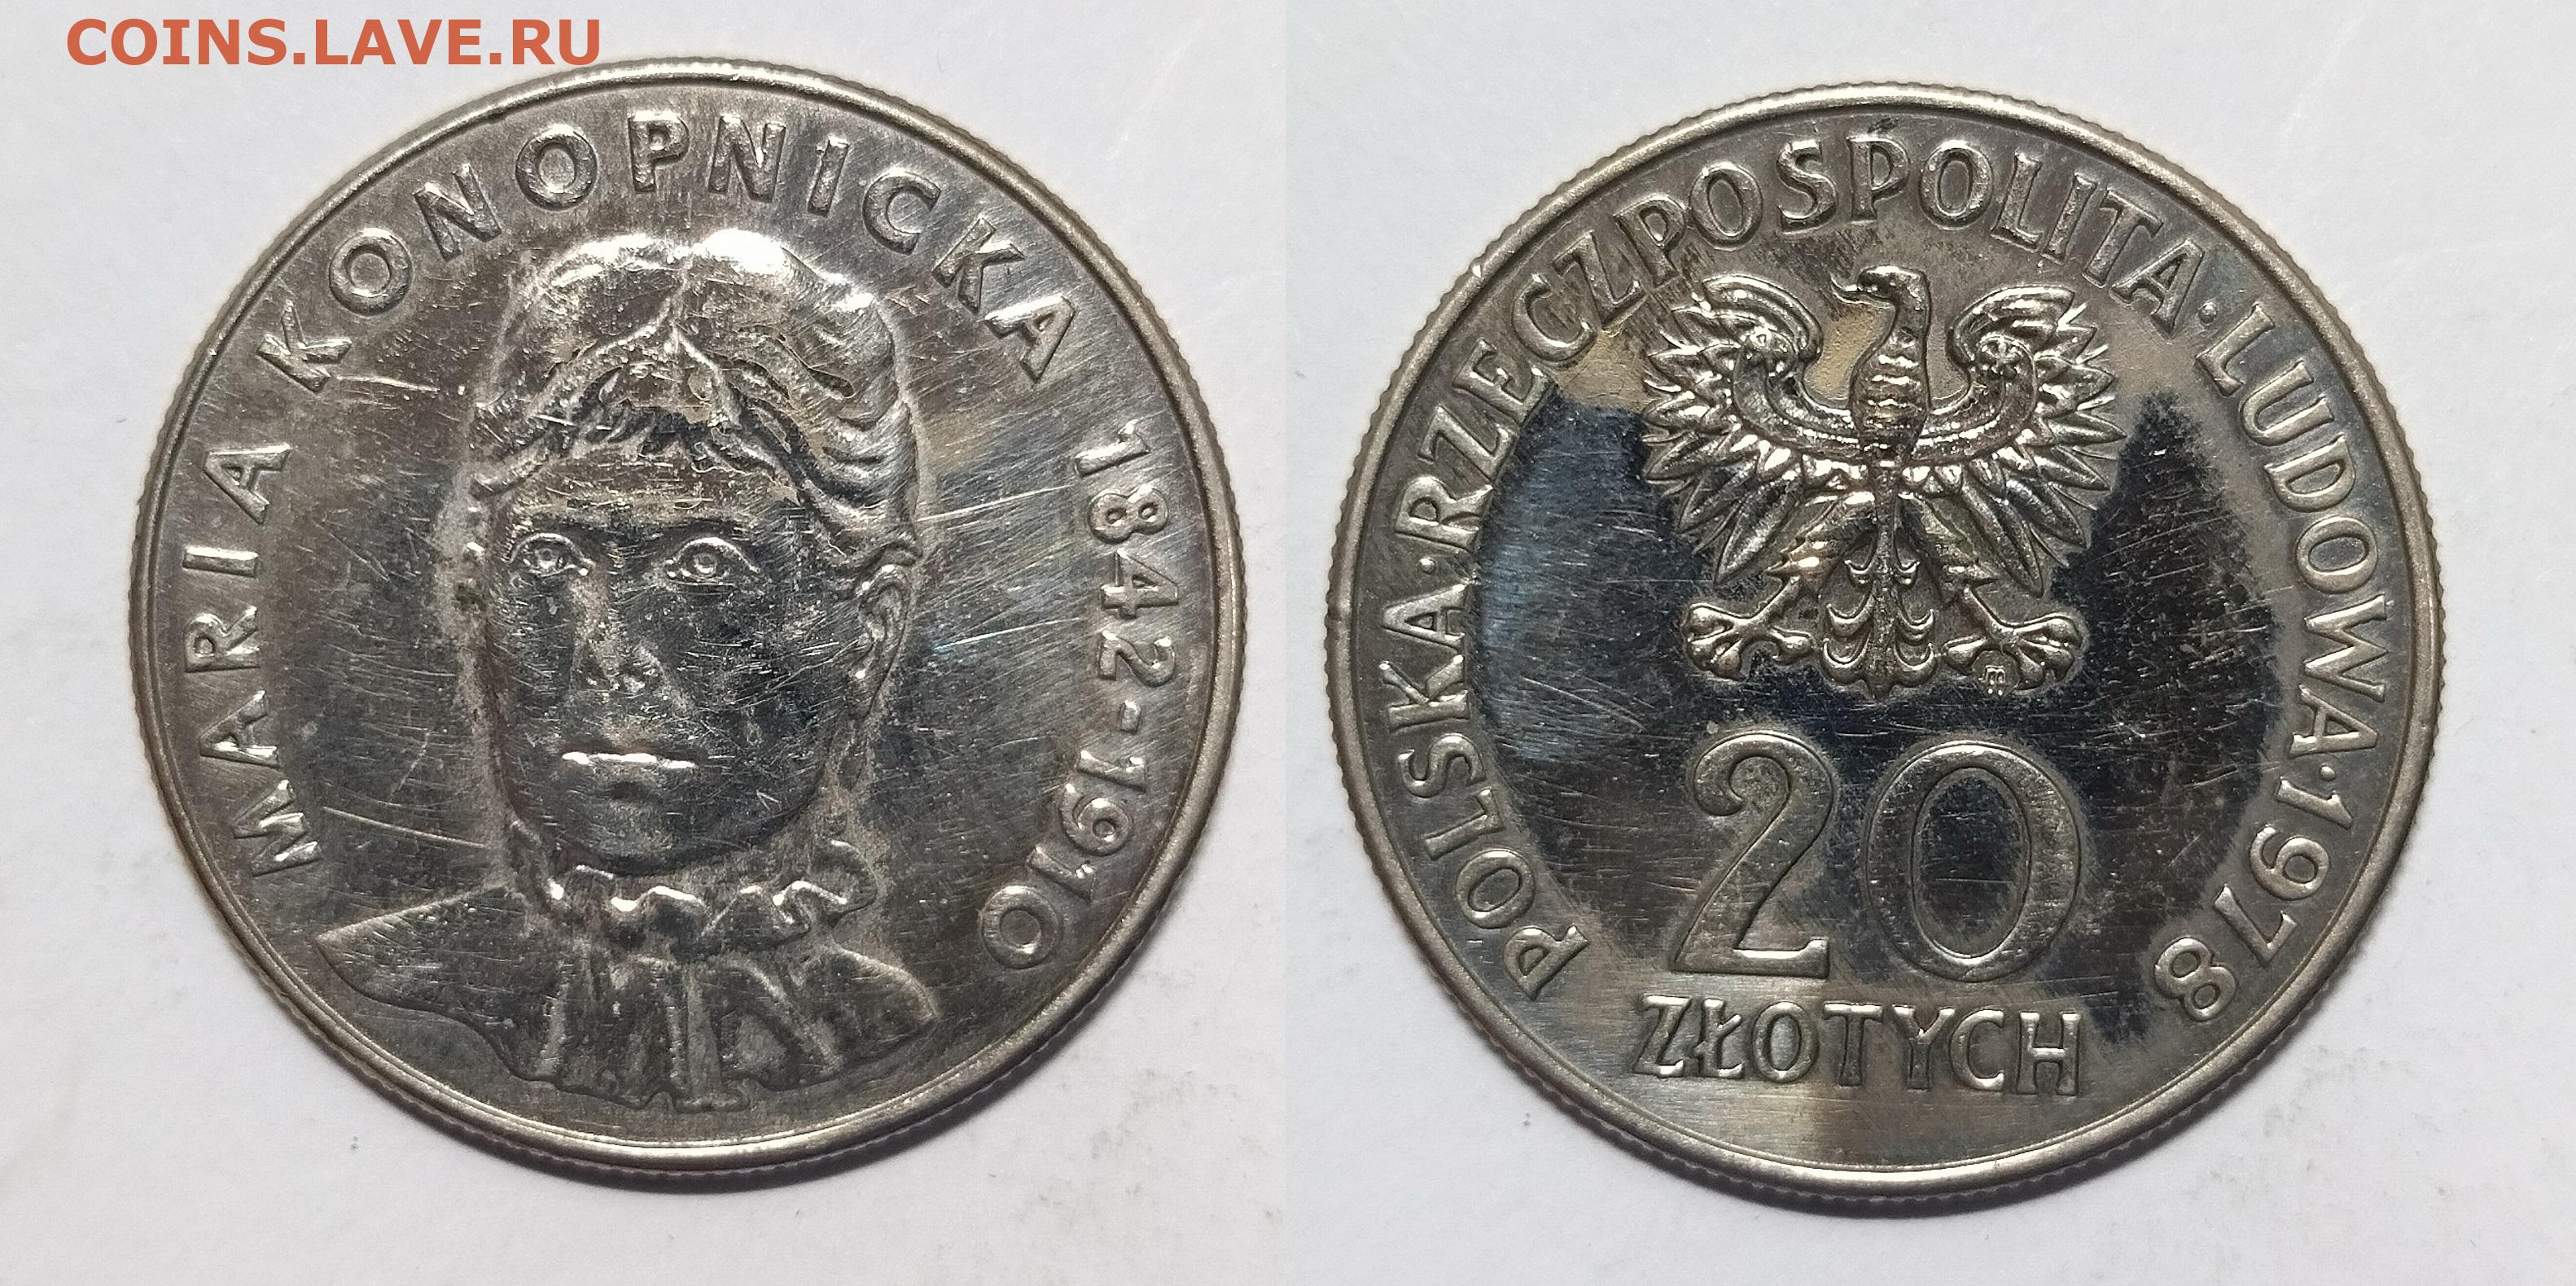 COINS.LAVE.RU
MARIA KONOPNICKA 1842-1910
POLSKA·RZECZPOSPOLITA·LUDOWA·1978
20
ZŁOTYCH